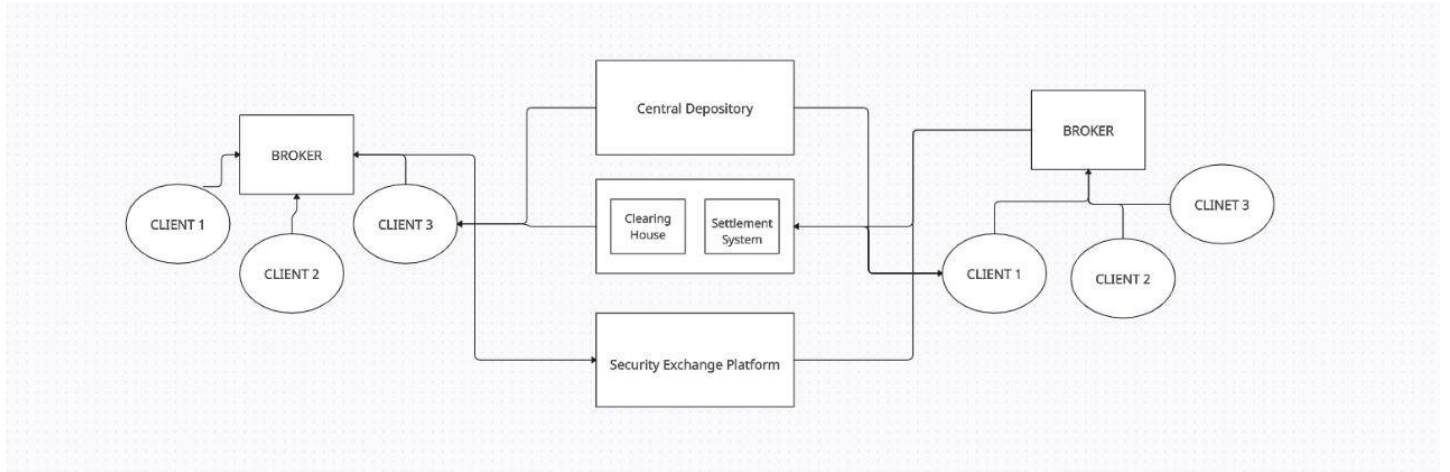 Central Depository
BROKER
BROKER
CLIENT 1
CLIENT 2
CLIENT 3
Clearing
House
Settlement
System
CLINET 3
CLIENT 1
CLIENT 2
Security Exchange Platform